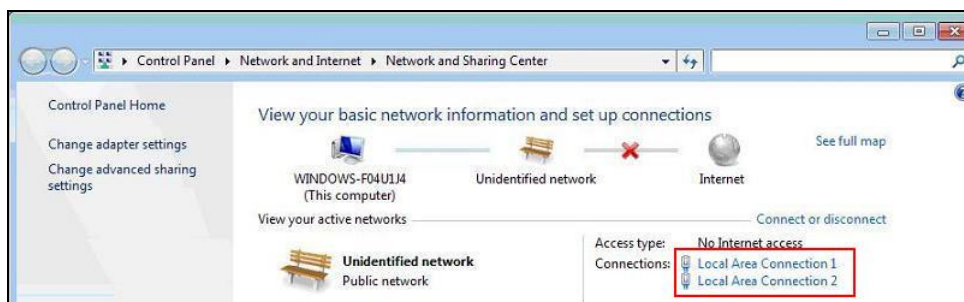 Control Panel ▸ Network and Internet ▸ Network and Sharing Center
Control Panel Home
Change adapter settings
Change advanced sharing
settings
View your basic network information and set up connections
See full map
WINDOWS-F04U1J4
(This computer)
Unidentified network
Internet
View your active networks
Connect or disconnect
Unidentified network
Public network
Access type: No Internet access
Connections: Local Area Connection 1
Local Area Connection 2